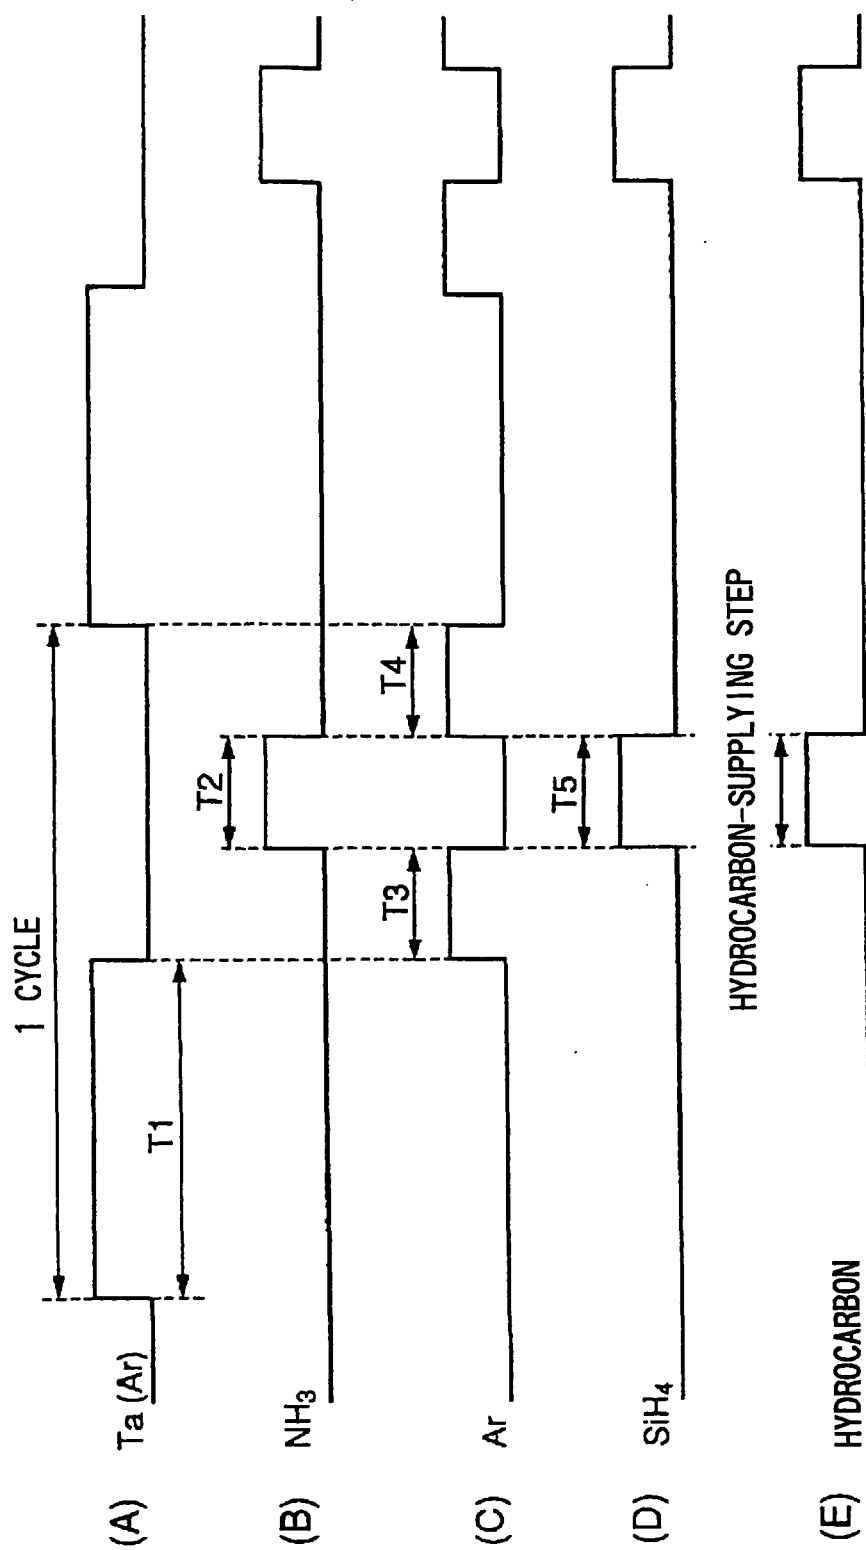 1 CYCLE
(A) Ta (Ar)
T1
(B) NH3
T2
(C) Ar
T3
T4
(D) SiH4
T5
HYDROCARBON-SUPPLYING STEP
(E) HYDROCARBON